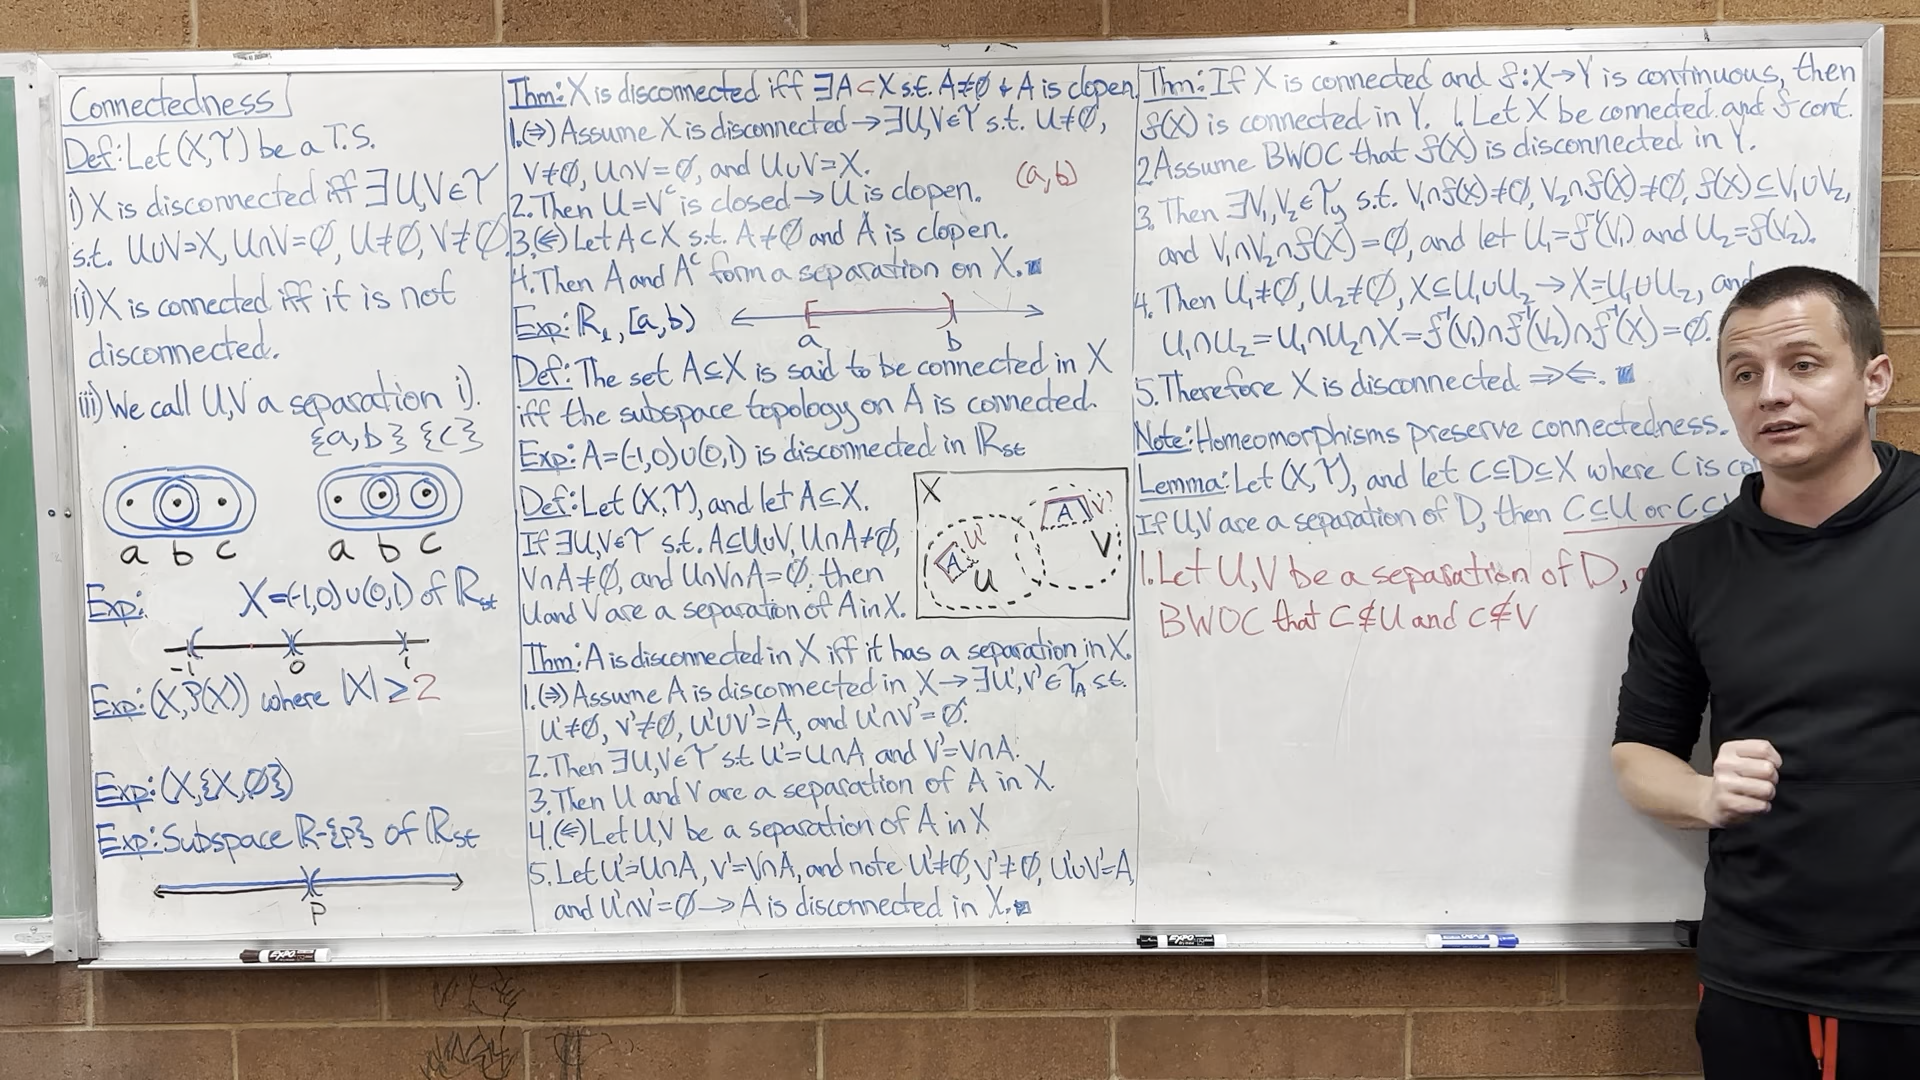 Connectedness
Def: Let (X,𝒯) be a T.S.
i) X is disconnected iff ∃U,V∈𝒯
s.t. U∪V=X, U∩V=∅, U≠∅, V≠∅
ii) X is connected iff it is not
disconnected.
iii) We call U,V a separation i).
{a,b} {c}
a b c
a b c
Exp: X=(-1,0)∪(0,1) of ℝst
-1 0 1
Exp: (X,P(X)) where |X|≥2
Exp: (X,{X,∅})
Exp: Subspace ℝ-{p} of ℝst
P
Thm: X is disconnected iff ∃A⊂X s.t. A≠∅ + A is clopen.
1.(⇒) Assume X is disconnected → ∃U,V∈𝒯 s.t. U≠∅,
V≠∅, U∩V=∅, and U∪V=X.
(a,b)
2. Then U=Vᶜ is closed → U is clopen.
3.(⇐) Let A⊂X s.t. A≠∅ and A is clopen.
4. Then A and Aᶜ form a separation on X.
Exp: ℝℓ, [a,b)
a b
Def: The set A⊆X is said to be connected in X
iff the subspace topology on A is connected.
Exp: A=(-1,0)∪(0,1) is disconnected in ℝst
Def: Let (X,𝒯), and let A⊆X.
If ∃U,V∈𝒯 s.t. A⊆U∪V, U∩A≠∅,
V∩A≠∅, and U∩V∩A=∅, then
U and V are a separation of A in X.
X
A V'
A U'
U
V
Thm: A is disconnected in X iff it has a separation in X.
1.(⇒) Assume A is disconnected in X → ∃U',V'∈𝒯A s.t.
U'≠∅, V'≠∅, U'∪V'=A, and U'∩V'=∅.
2. Then ∃U,V∈𝒯 s.t. U'=U∩A and V'=V∩A.
3. Then U and V are a separation of A in X.
4.(⇐) Let U,V be a separation of A in X
5. Let U'=U∩A, V'=V∩A, and note U'≠∅, V'≠∅, U'∪V'=A,
and U'∩V'=∅ → A is disconnected in X.
Thm: If X is connected and f:X→Y is continuous, then
f(X) is connected in Y. 1. Let X be connected and f cont.
2 Assume BWOC that f(X) is disconnected in Y.
3. Then ∃V₁,V₂∈𝒯y s.t. V₁∩f(X)≠∅, V₂∩f(X)≠∅, f(X)⊆V₁∪V₂,
and V₁∩V₂∩f(X)=∅, and let U₁=f⁻¹(V₁) and U₂=f⁻¹(V₂).
4. Then U₁≠∅, U₂≠∅, X⊆U₁∪U₂ → X=U₁∪U₂, and
U₁∩U₂=U₁∩U₂∩X=f⁻¹(V₁)∩f⁻¹(V₂)∩f⁻¹(X)=∅.
5. Therefore X is disconnected ⇒⇐.
Note: Homeomorphisms preserve connectedness.
Lemma: Let (X,𝒯), and let C⊆D⊆X where C is
If U,V are a separation of D, then C⊆U or C⊆
1. Let U,V be a separation of D,
BWOC that C⊈U and C⊈V
EXPO
EXPO